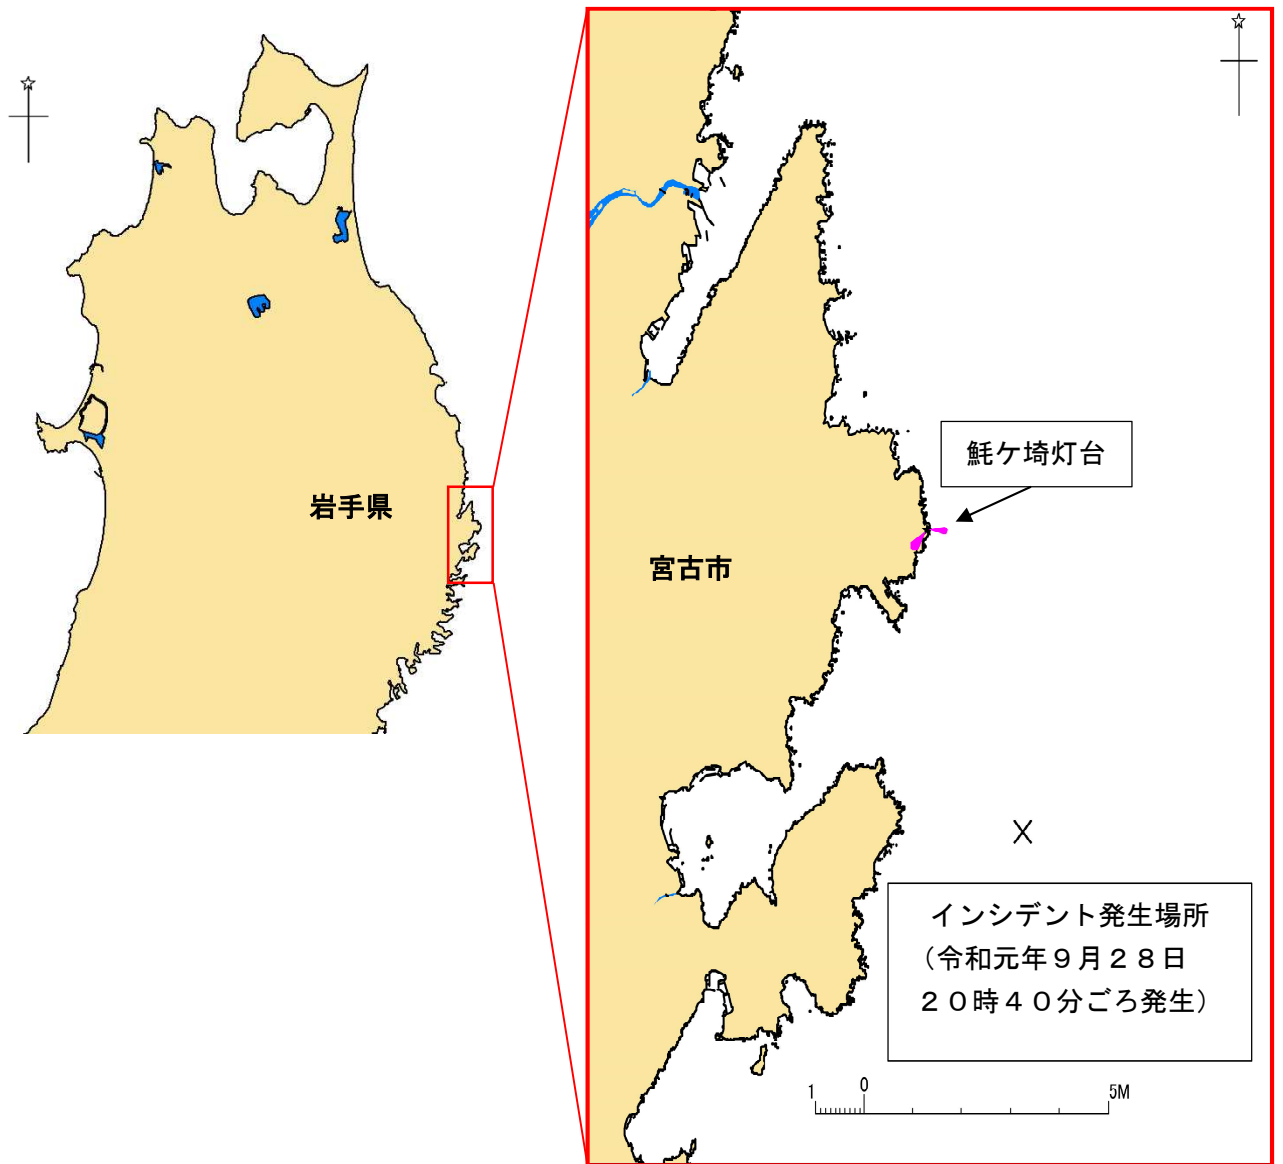 岩手県
魹ケ埼灯台
宮古市
X
インシデント発生場所
（令和元年９月２８日
２０時４０分ごろ発生）
1 0 5M